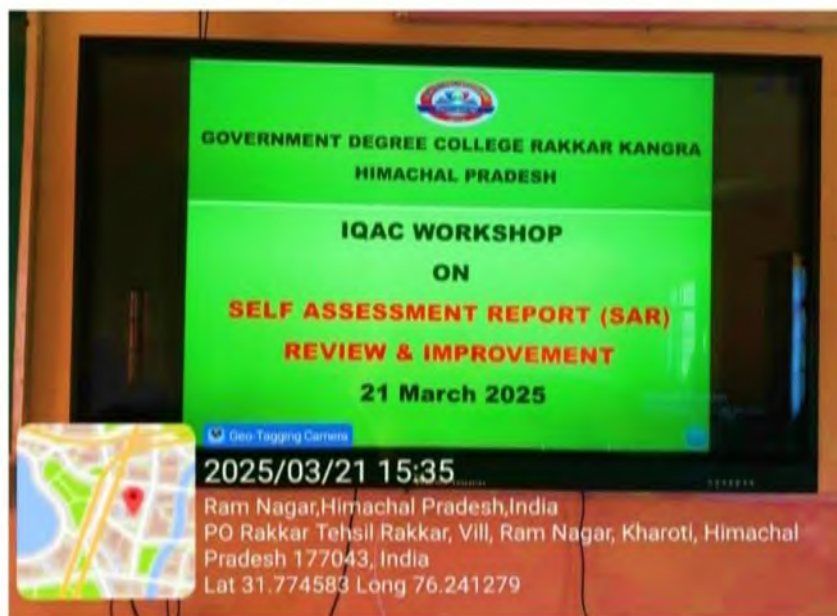 GOVERNMENT DEGREE COLLEGE RAKKAR KANGRA
HIMACHAL PRADESH
IQAC WORKSHOP
ON
SELF ASSESSMENT REPORT (SAR)
REVIEW & IMPROVEMENT
21 March 2025
Geo-Tagging Camera
2025/03/21 15:35
Ram Nagar,Himachal Pradesh,India
PO Rakkar Tehsil Rakkar, Vill, Ram Nagar, Kharoti, Himachal
Pradesh 177043, India
Lat 31.774583 Long 76.241279